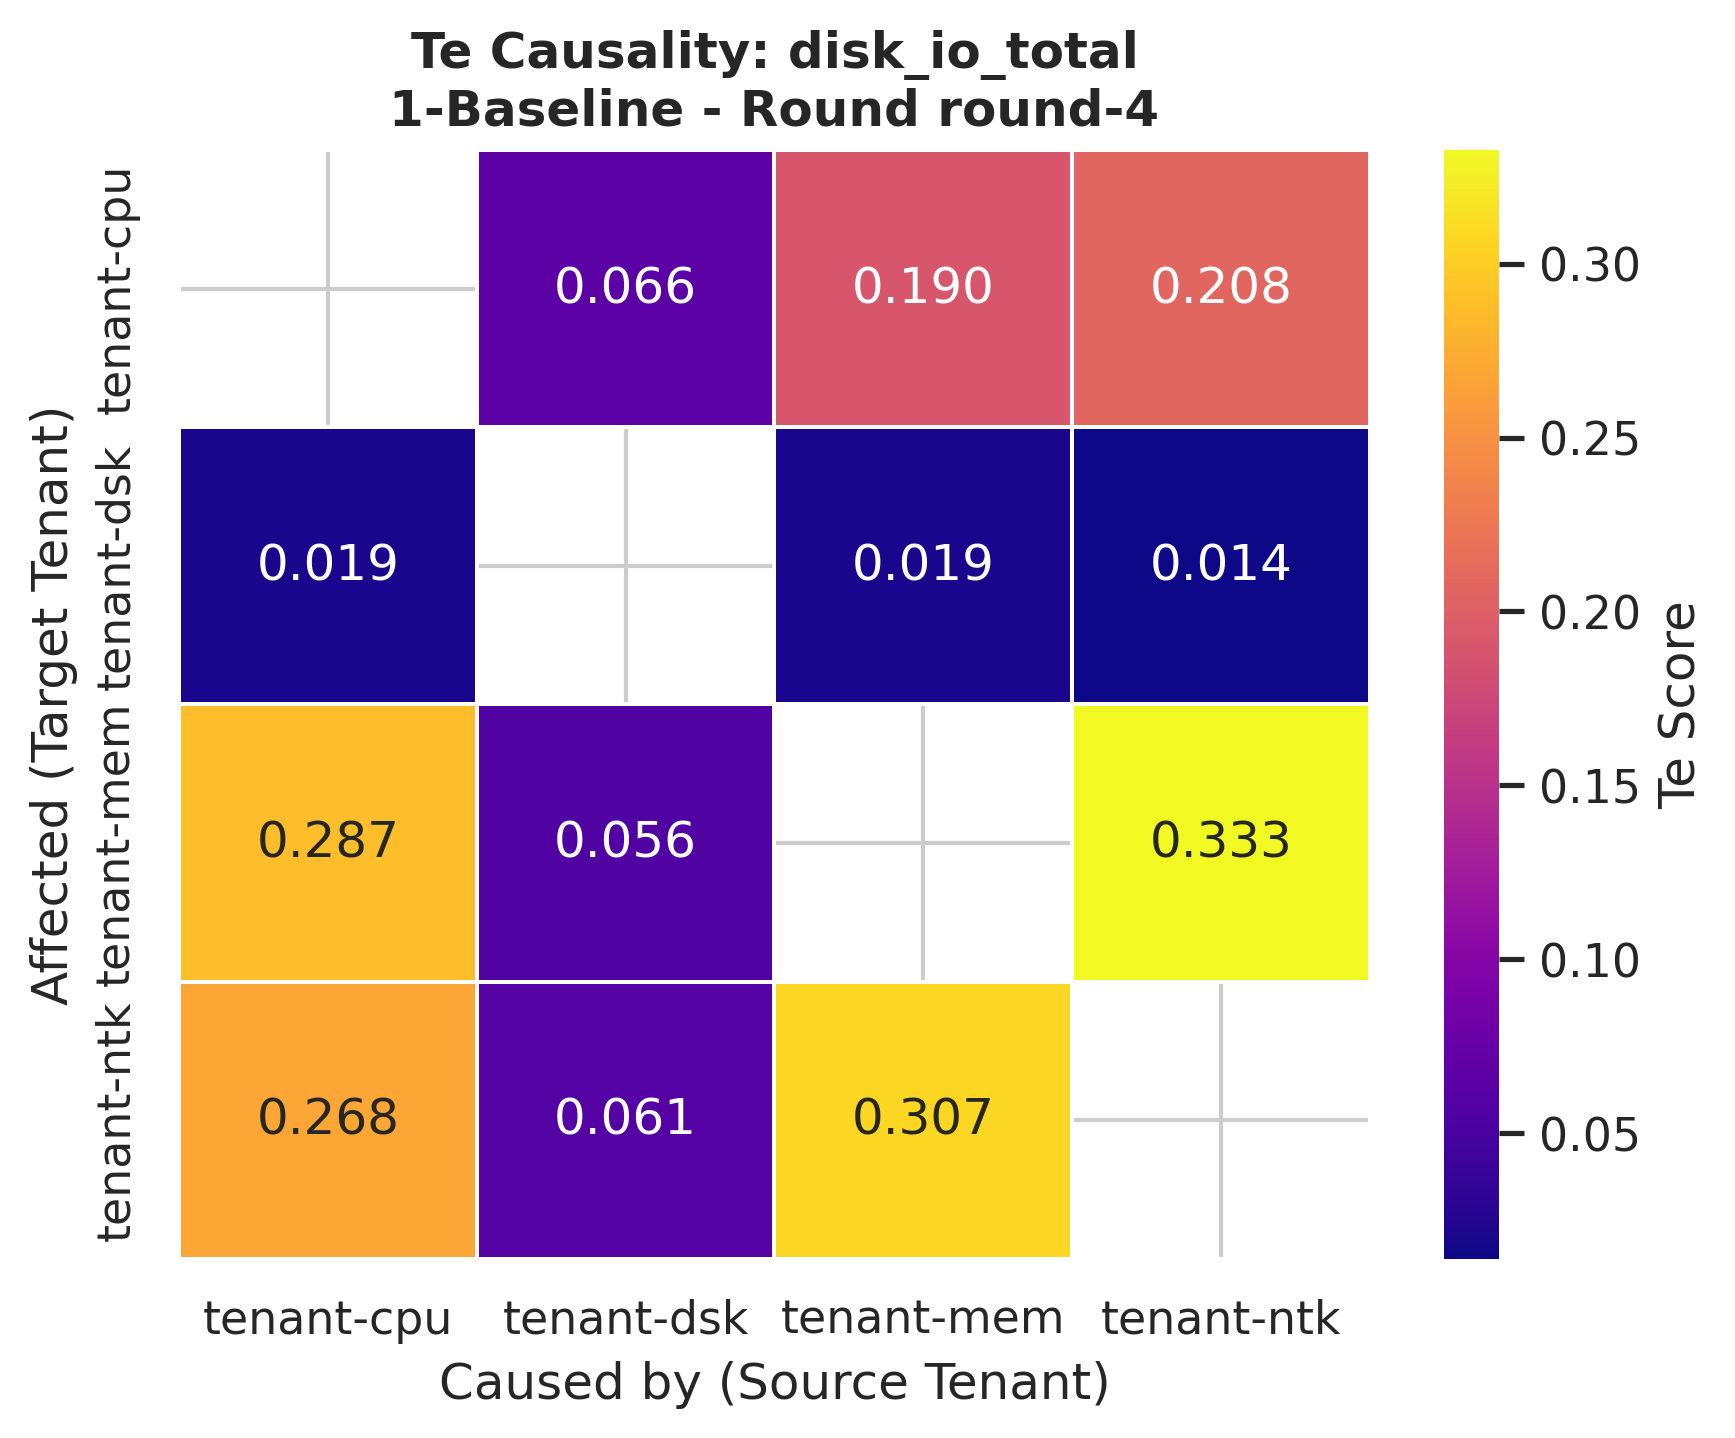 Te Causality: disk_io_total
1-Baseline - Round round-4
Affected (Target Tenant)
tenant-cpu
0.066
0.190
0.208
tenant-dsk
0.019
0.019
0.014
tenant-mem
0.287
0.056
0.333
tenant-ntk
0.268
0.061
0.307
tenant-cpu
tenant-dsk
tenant-mem
tenant-ntk
Caused by (Source Tenant)
0.30
0.25
0.20
0.15
0.10
0.05
Te Score